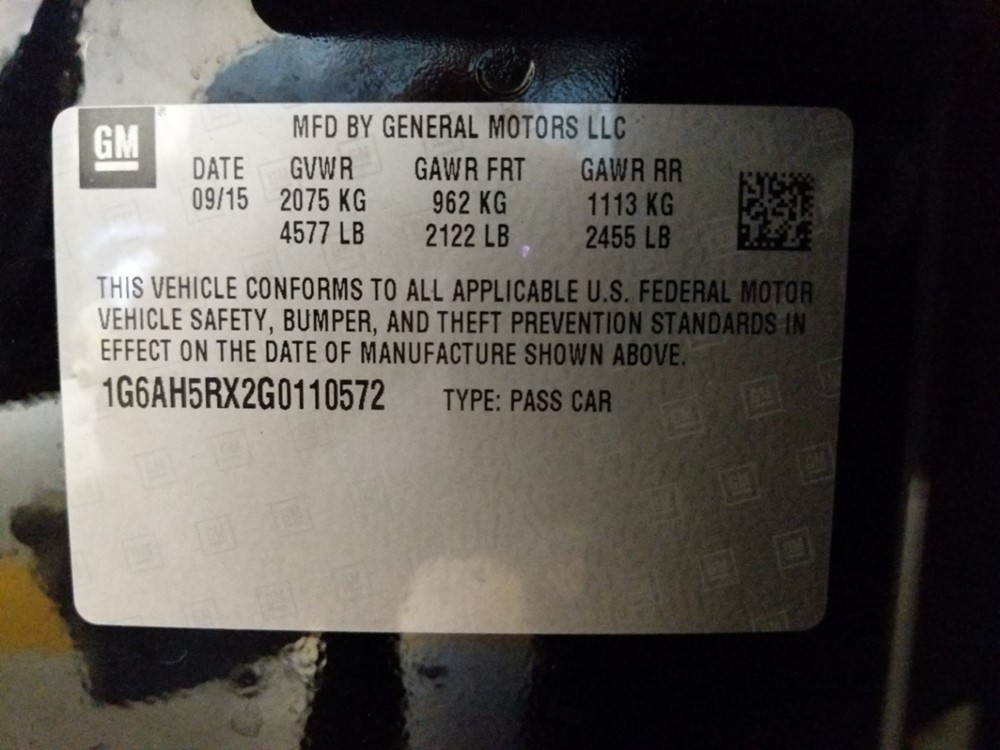 GM
MFD BY GENERAL MOTORS LLC
DATE GVWR GAWR FRT GAWR RR
09/15 2075 KG 962 KG 1113 KG
4577 LB 2122 LB 2455 LB
THIS VEHICLE CONFORMS TO ALL APPLICABLE U.S. FEDERAL MOTOR
VEHICLE SAFETY, BUMPER, AND THEFT PREVENTION STANDARDS IN
EFFECT ON THE DATE OF MANUFACTURE SHOWN ABOVE.
1G6AH5RX2G0110572 TYPE: PASS CAR